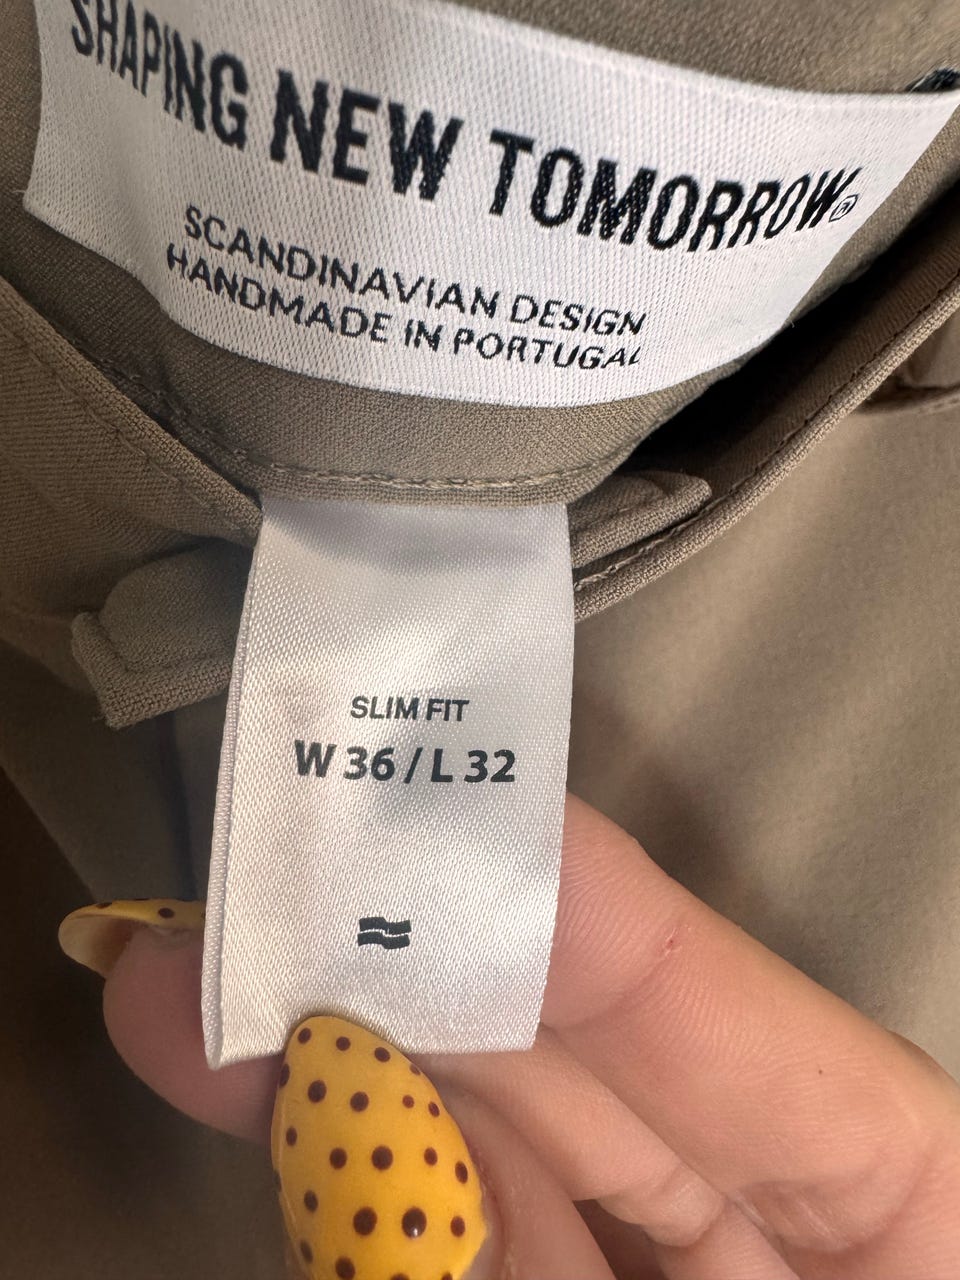 SHAPING NEW TOMORROW®
SCANDINAVIAN DESIGN
HANDMADE IN PORTUGAL
SLIM FIT
W 36 / L 32